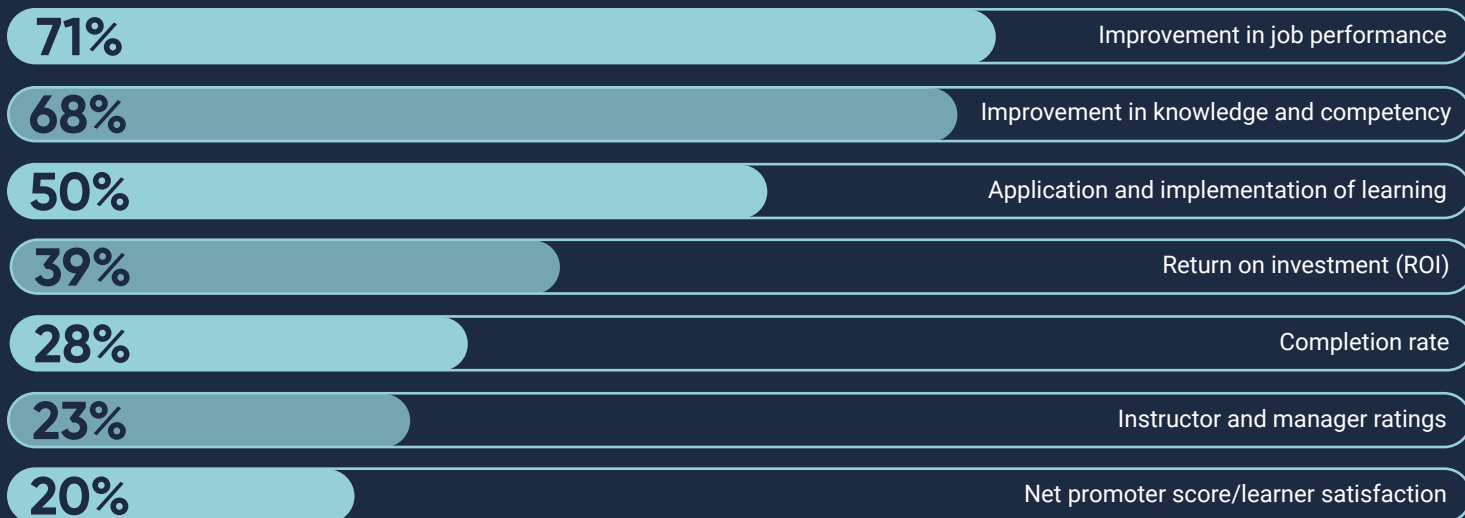 71% Improvement in job performance
68% Improvement in knowledge and competency
50% Application and implementation of learning
39% Return on investment (ROI)
28% Completion rate
23% Instructor and manager ratings
20% Net promoter score/learner satisfaction